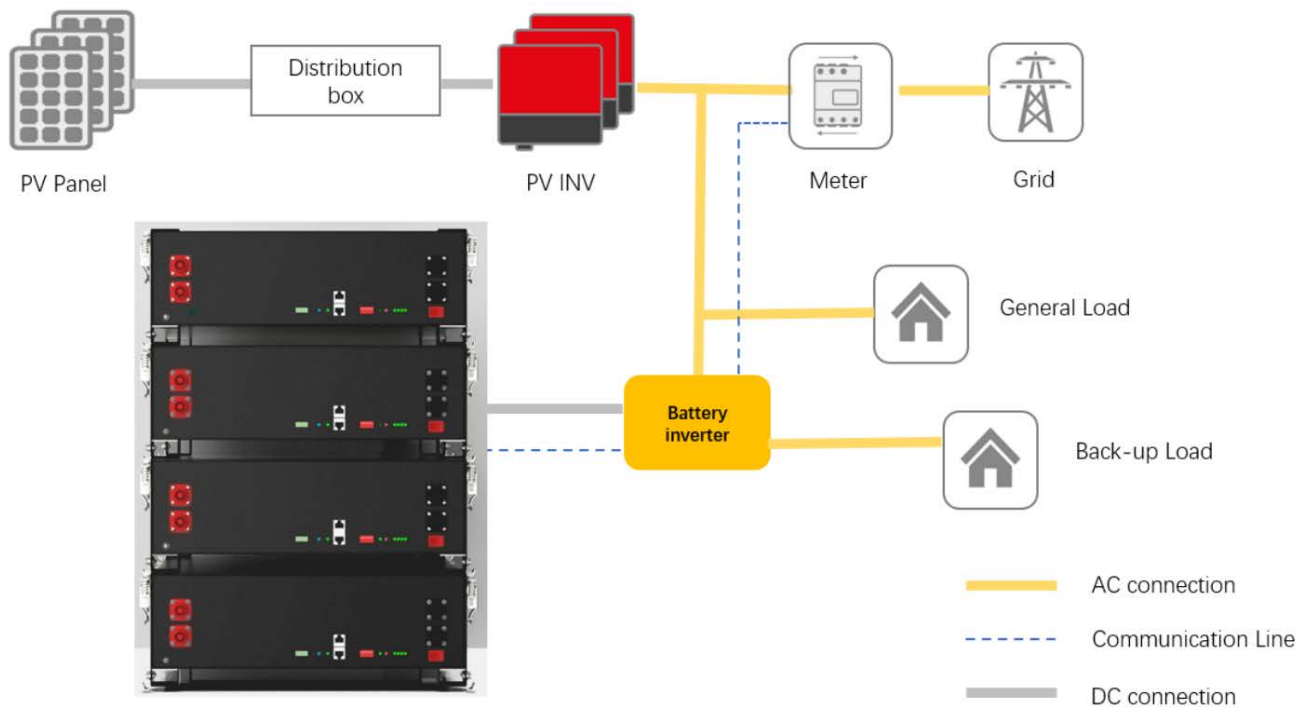 Distribution
box
PV Panel
PV INV
Meter
Grid
General Load
Battery
inverter
Back-up Load
AC connection
Communication Line
DC connection